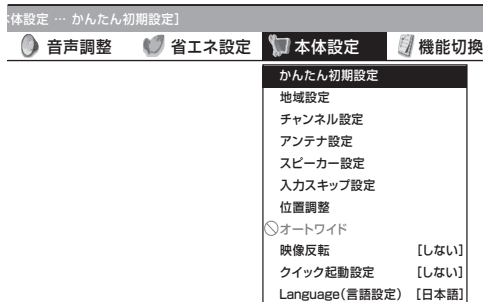 体設定 … かんたん初期設定]
音声調整 省エネ設定 本体設定 機能切換
かんたん初期設定
地域設定
チャンネル設定
アンテナ設定
スピーカー設定
入力スキップ設定
位置調整
オートワイド
映像反転 [しない]
クイック起動設定 [しない]
Language(言語設定) [日本語]